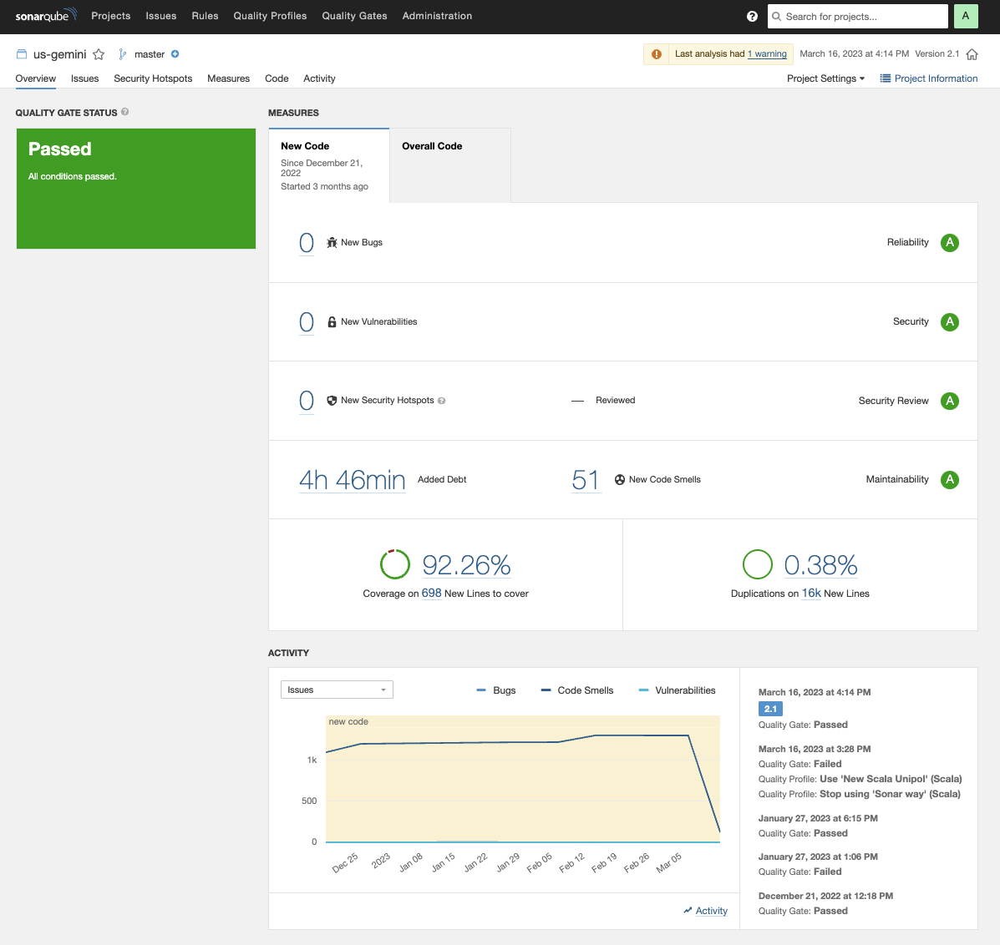 sonarqube Projects Issues Rules Quality Profiles Quality Gates Administration ? Search for projects... A
us-gemini master Last analysis had 1 warning March 16, 2023 at 4:14 PM Version 2.1
Overview Issues Security Hotspots Measures Code Activity Project Settings Project Information
QUALITY GATE STATUS ?
Passed
All conditions passed.
MEASURES
New Code
Since December 21,
2022
Started 3 months ago
Overall Code
0 New Bugs Reliability A
0 New Vulnerabilities Security A
0 New Security Hotspots ? — Reviewed Security Review A
4h 46min Added Debt 51 New Code Smells Maintainability A
92.26%
Coverage on 698 New Lines to cover
0.38%
Duplications on 16k New Lines
ACTIVITY
Issues
Bugs Code Smells Vulnerabilities
new code
1k
500
0
Dec 25 2023 Jan 08 Jan 15 Jan 22 Jan 29 Feb 05 Feb 12 Feb 19 Feb 26 Mar 05
Activity
March 16, 2023 at 4:14 PM
2.1
Quality Gate: Passed
March 16, 2023 at 3:28 PM
Quality Gate: Failed
Quality Profile: Use 'New Scala Unipol' (Scala)
Quality Profile: Stop using 'Sonar way' (Scala)
January 27, 2023 at 6:15 PM
Quality Gate: Passed
January 27, 2023 at 1:06 PM
Quality Gate: Failed
December 21, 2022 at 12:18 PM
Quality Gate: Passed